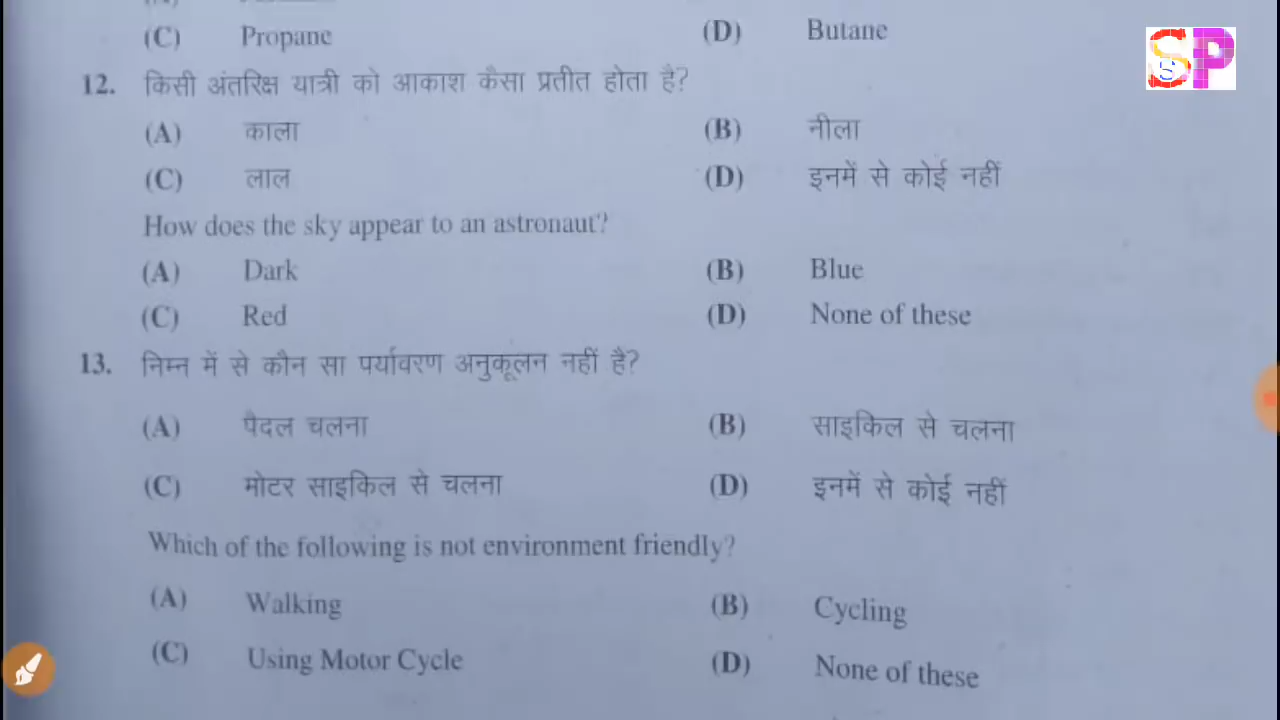 (C) Propane (D) Butane
12. किसी अंतरिक्ष यात्री को आकाश कैसा प्रतीत होता है?
(A) काला (B) नीला
(C) लाल (D) इनमें से कोई नहीं
How does the sky appear to an astronaut?
(A) Dark (B) Blue
(C) Red (D) None of these
13. निम्न में से कौन सा पर्यावरण अनुकूलन नहीं है?
(A) पैदल चलना (B) साइकिल से चलना
(C) मोटर साइकिल से चलना (D) इनमें से कोई नहीं
Which of the following is not environment friendly?
(A) Walking (B) Cycling
(C) Using Motor Cycle (D) None of these
SP
S